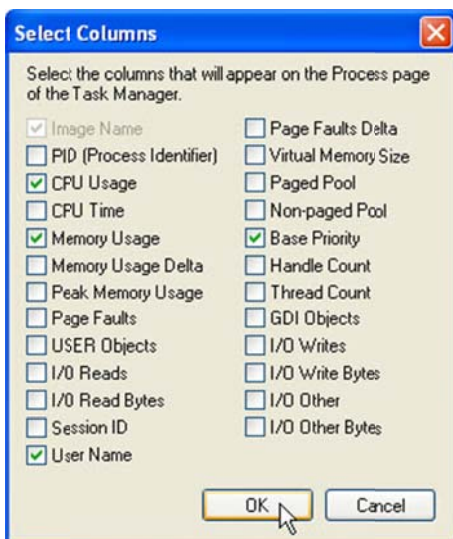 Select Columns
Select the columns that will appear on the Process page
of the Task Manager.
Image Name
PID (Process Identifier)
CPU Usage
CPU Time
Memory Usage
Memory Usage Delta
Peak Memory Usage
Page Faults
USER Objects
I/O Reads
I/O Read Bytes
Session ID
User Name
Page Faults Delta
Virtual Memory Size
Paged Pool
Non-paged Pool
Base Priority
Handle Count
Thread Count
GDI Objects
I/O Writes
I/O Write Bytes
I/O Other
I/O Other Bytes
OK
Cancel